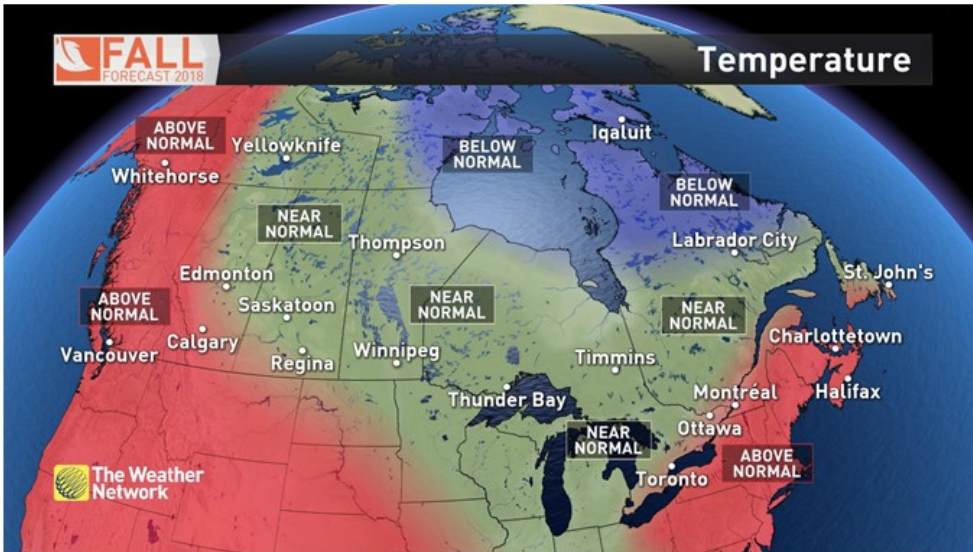 FALL
FORECAST 2018
Temperature
ABOVE
NORMAL
Whitehorse
Yellowknife
BELOW
NORMAL
Iqaluit
BELOW
NORMAL
NEAR
NORMAL
Thompson
Labrador City
Edmonton
St. John's
ABOVE
NORMAL
Saskatoon
NEAR
NORMAL
NEAR
NORMAL
Vancouver
Calgary
Regina
Winnipeg
Timmins
Charlottetown
Thunder Bay
Montréal
Halifax
Ottawa
NEAR
NORMAL
Toronto
ABOVE
NORMAL
The Weather
Network